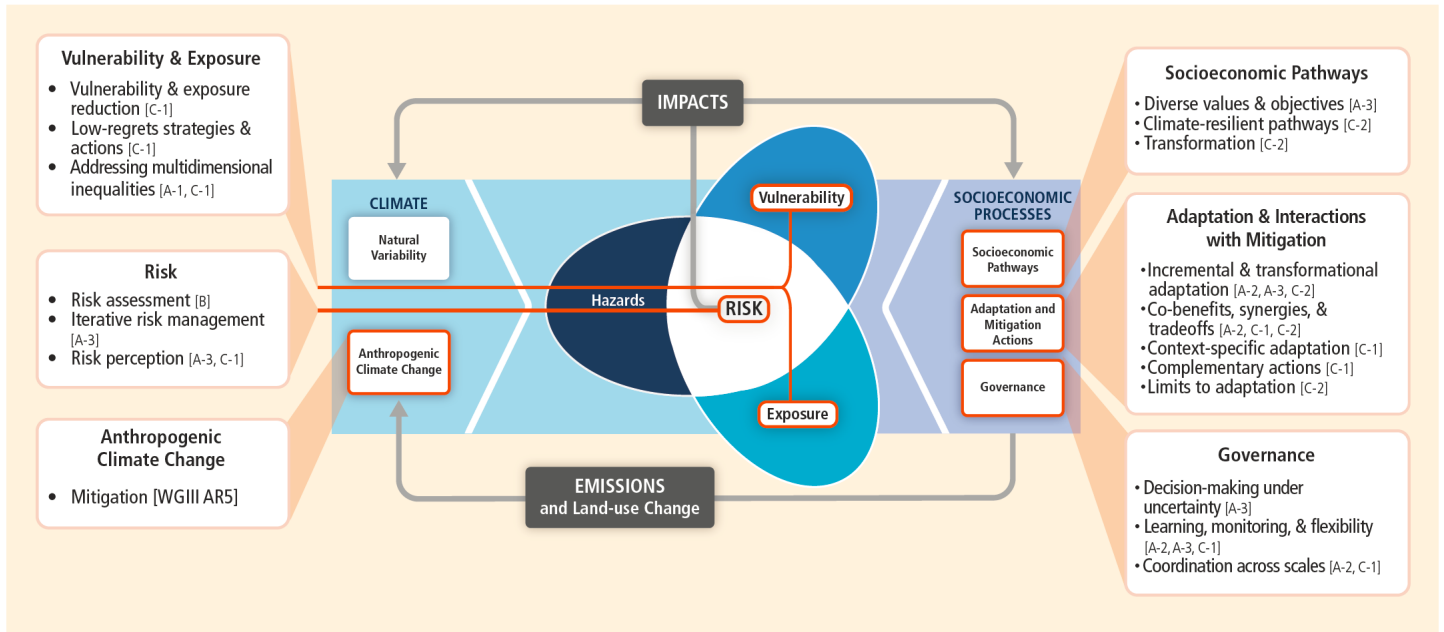 Vulnerability & Exposure
• Vulnerability & exposure
reduction [C-1]
• Low-regrets strategies &
actions [C-1]
• Addressing multidimensional
inequalities [A-1, C-1]
Risk
• Risk assessment [B]
• Iterative risk management
[A-3]
• Risk perception [A-3, C-1]
Anthropogenic
Climate Change
• Mitigation [WGIII AR5]
IMPACTS
CLIMATE
Natural
Variability
Anthropogenic
Climate Change
Vulnerability
Hazards
RISK
Exposure
EMISSIONS
and Land-use Change
SOCIOECONOMIC
PROCESSES
Socioeconomic
Pathways
Adaptation and
Mitigation
Actions
Governance
Socioeconomic Pathways
• Diverse values & objectives [A-3]
• Climate-resilient pathways [C-2]
• Transformation [C-2]
Adaptation & Interactions
with Mitigation
• Incremental & transformational
adaptation [A-2, A-3, C-2]
• Co-benefits, synergies, &
tradeoffs [A-2, C-1, C-2]
• Context-specific adaptation [C-1]
• Complementary actions [C-1]
• Limits to adaptation [C-2]
Governance
• Decision-making under
uncertainty [A-3]
• Learning, monitoring, & flexibility
[A-2, A-3, C-1]
• Coordination across scales [A-2, C-1]